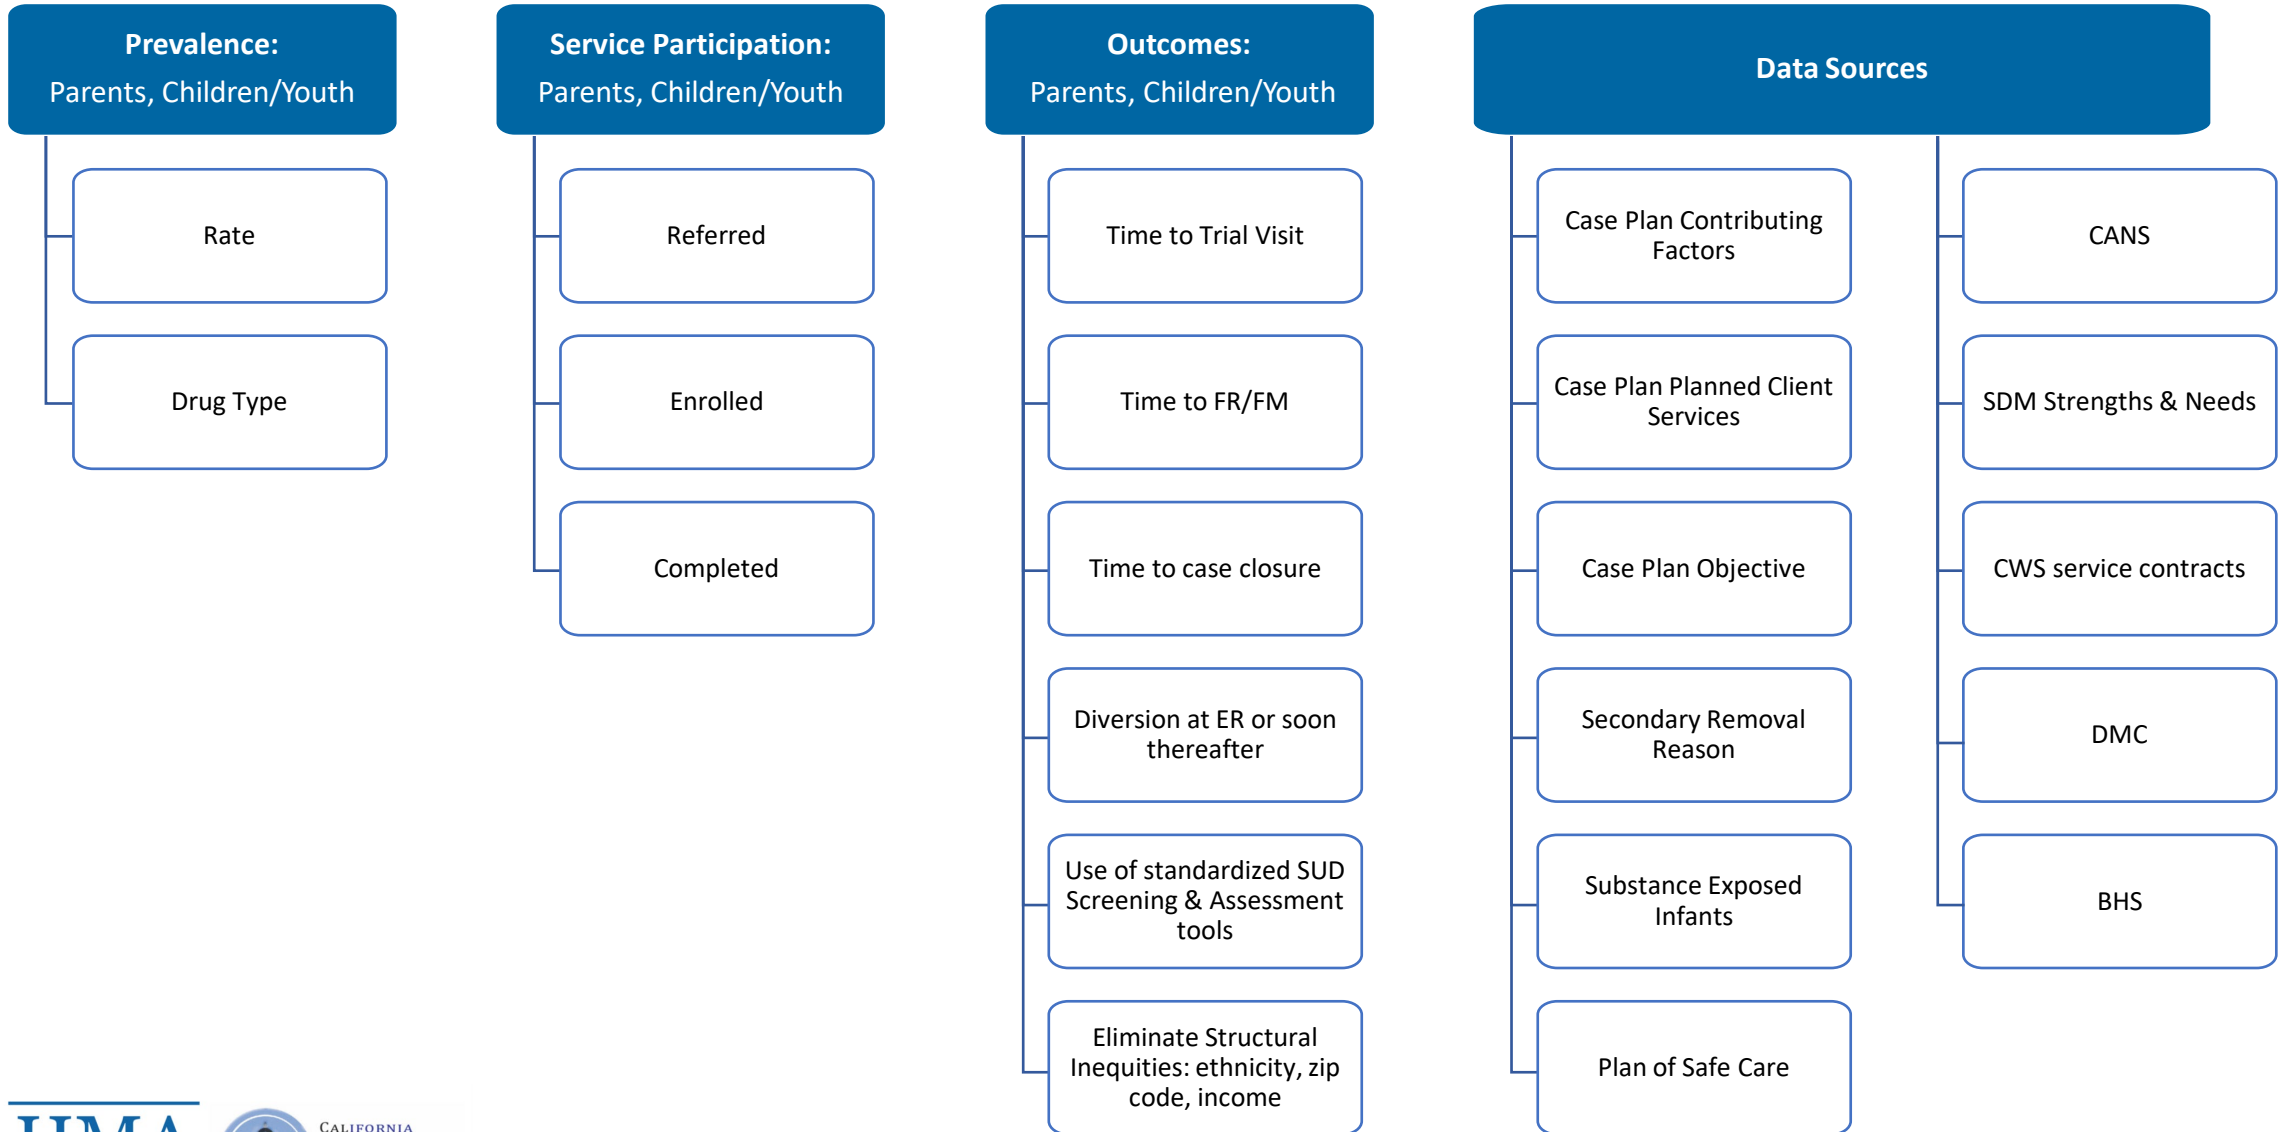 Prevalence:
Parents, Children/Youth
Rate
Drug Type
Service Participation:
Parents, Children/Youth
Referred
Enrolled
Completed
Outcomes:
Parents, Children/Youth
Time to Trial Visit
Time to FR/FM
Time to case closure
Diversion at ER or soon
thereafter
Use of standardized SUD
Screening & Assessment
tools
Eliminate Structural
Inequities: ethnicity, zip
code, income
Data Sources
Case Plan Contributing
Factors
Case Plan Planned Client
Services
Case Plan Objective
Secondary Removal
Reason
Substance Exposed
Infants
Plan of Safe Care
CANS
SDM Strengths & Needs
CWS service contracts
DMC
BHS
HMA
CALIFORNIA